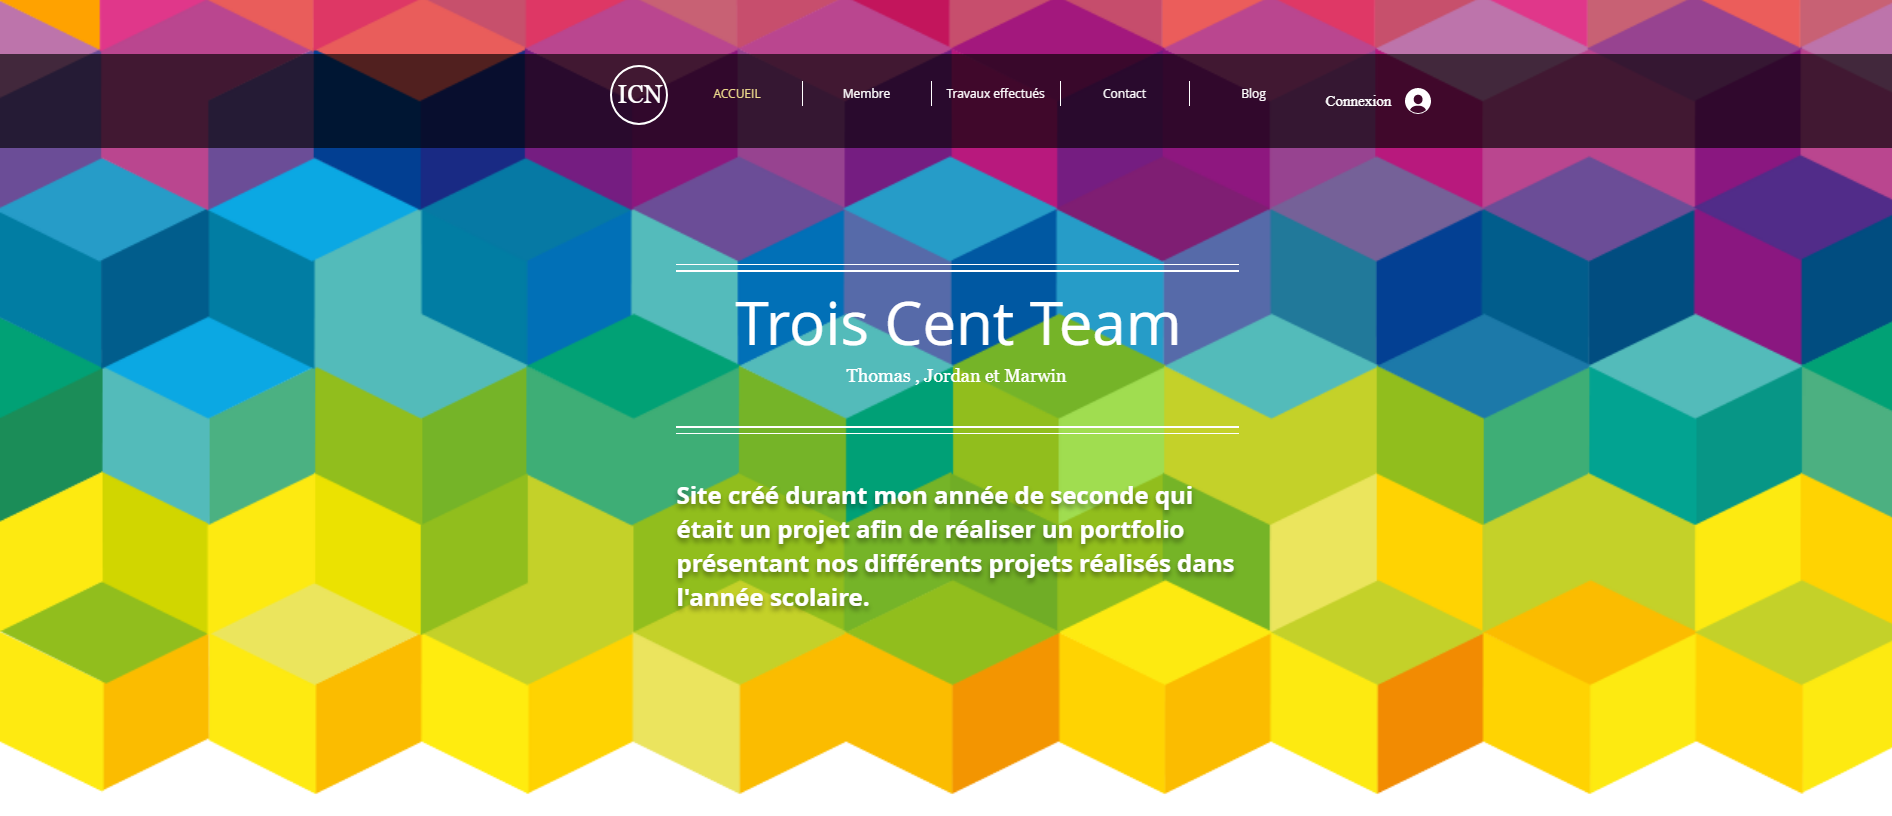 ICN
ACCUEIL
Membre
Travaux effectués
Contact
Blog
Connexion
Trois Cent Team
Thomas , Jordan et Marwin
Site créé durant mon année de seconde qui
était un projet afin de réaliser un portfolio
présentant nos différents projets réalisés dans
l'année scolaire.